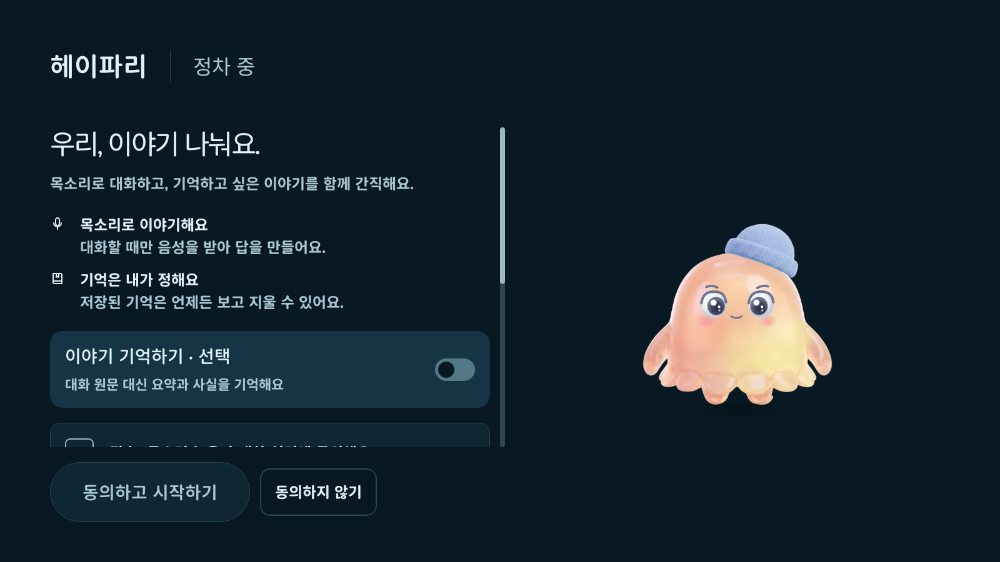 헤이파리
정차 중
우리, 이야기 나눠요.
목소리로 대화하고, 기억하고 싶은 이야기를 함께 간직해요.
목소리로 이야기해요
대화할 때만 음성을 받아 답을 만들어요.
기억은 내가 정해요
저장된 기억은 언제든 보고 지울 수 있어요.
이야기 기억하기 · 선택
대화 원문 대신 요약과 사실을 기억해요
동의하고 시작하기
동의하지 않기